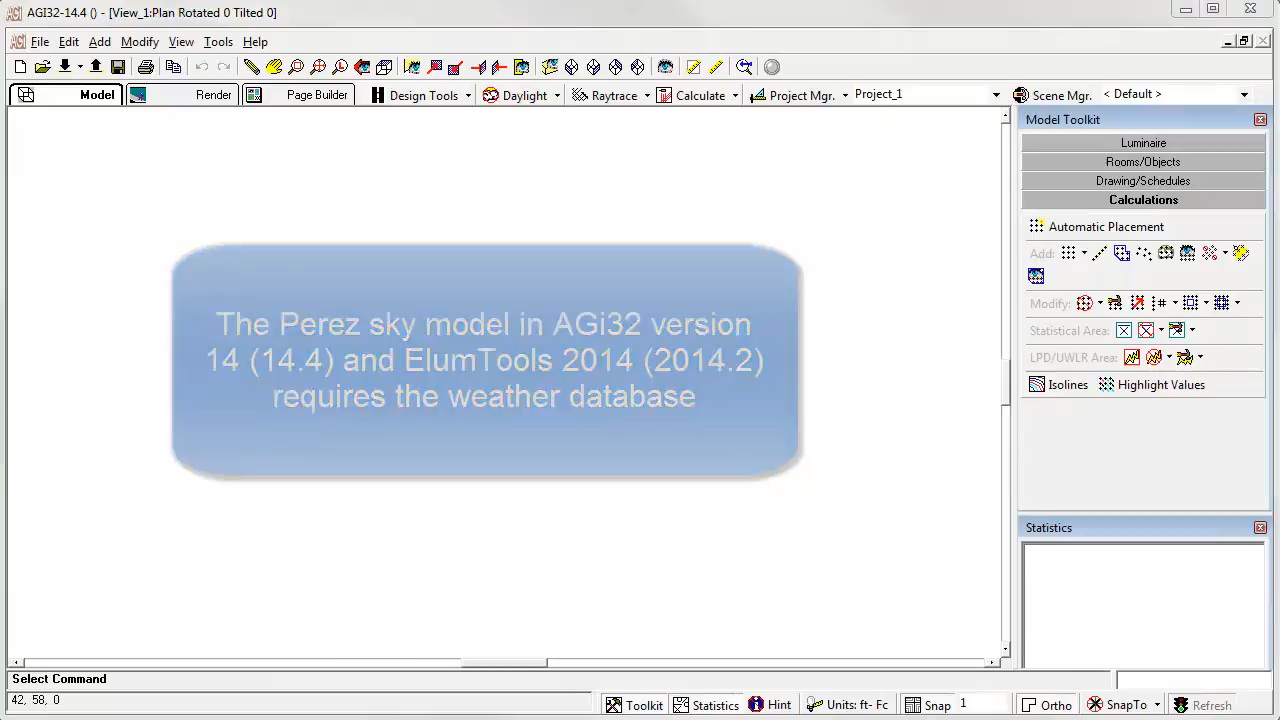 AGI32-14.4 () - [View_1:Plan Rotated 0 Tilted 0]
File Edit Add Modify View Tools Help
Model Render Page Builder Design Tools Daylight Raytrace Calculate Project Mgr. Project_1 Scene Mgr. < Default >
Model Toolkit
Luminaire
Rooms/Objects
Drawing/Schedules
Calculations
Automatic Placement
Add:
Modify:
Statistical Area:
LPD/UWLR Area:
Isolines Highlight Values
The Perez sky model in AGi32 version
14 (14.4) and ElumTools 2014 (2014.2)
requires the weather database
Statistics
Select Command
42, 58, 0 Toolkit Statistics Hint Units: ft- Fc Snap 1 Ortho SnapTo Refresh